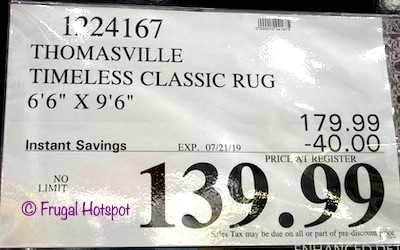 1224167
THOMASVILLE
TIMELESS CLASSIC RUG
6'6" X 9'6"
179.99
Instant Savings EXP. 07/21/19 -40.00
PRICE AT REGISTER
NO LIMIT
139.99
© Frugal Hotspot
Sales Tax may be due on all or part of pre-discount price